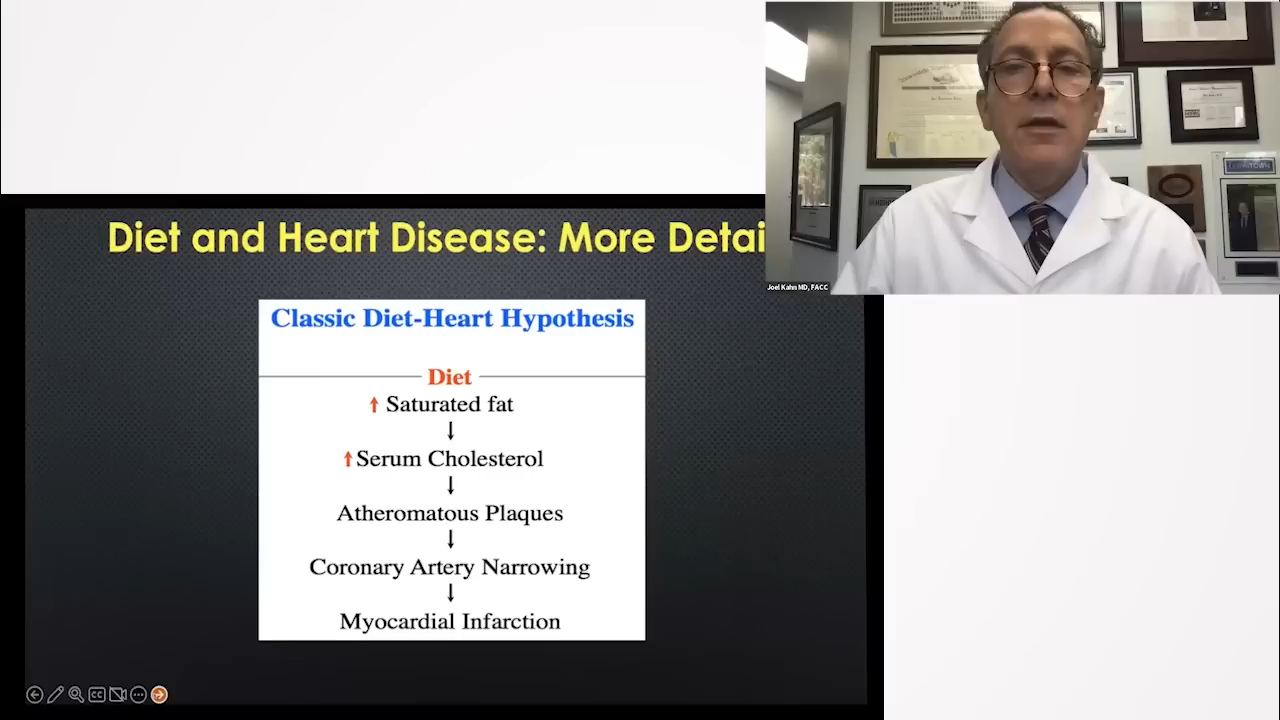 Diet and Heart Disease: More Detai
Classic Diet-Heart Hypothesis
Diet
↑ Saturated fat
↓
↑ Serum Cholesterol
↓
Atheromatous Plaques
↓
Coronary Artery Narrowing
↓
Myocardial Infarction
CC
Joel Kahn MD, FACC